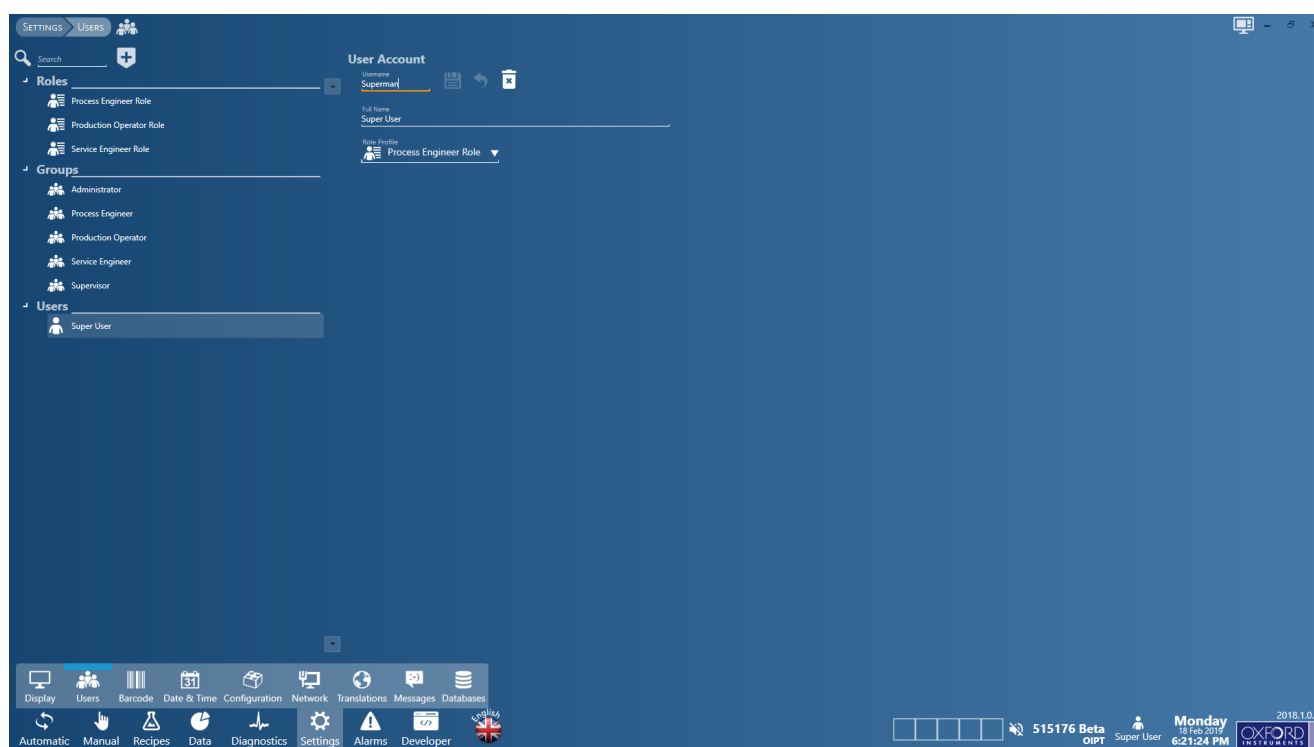 SETTINGS USERS
Search
Roles
Process Engineer Role
Production Operator Role
Service Engineer Role
Groups
Administrator
Process Engineer
Production Operator
Service Engineer
Supervisor
Users
Super User
User Account
Username
Superman
Full Name
Super User
Role Profile
Process Engineer Role
31
Display Users Barcode Date & Time Configuration Network Translations Messages Databases
English
Automatic Manual Recipes Data Diagnostics Settings Alarms Developer
515176 Beta
OIPT
Super User
Monday
18 Feb 2019
6:21:24 PM
2018.1.0.
OXFORD
INSTRUMENTS